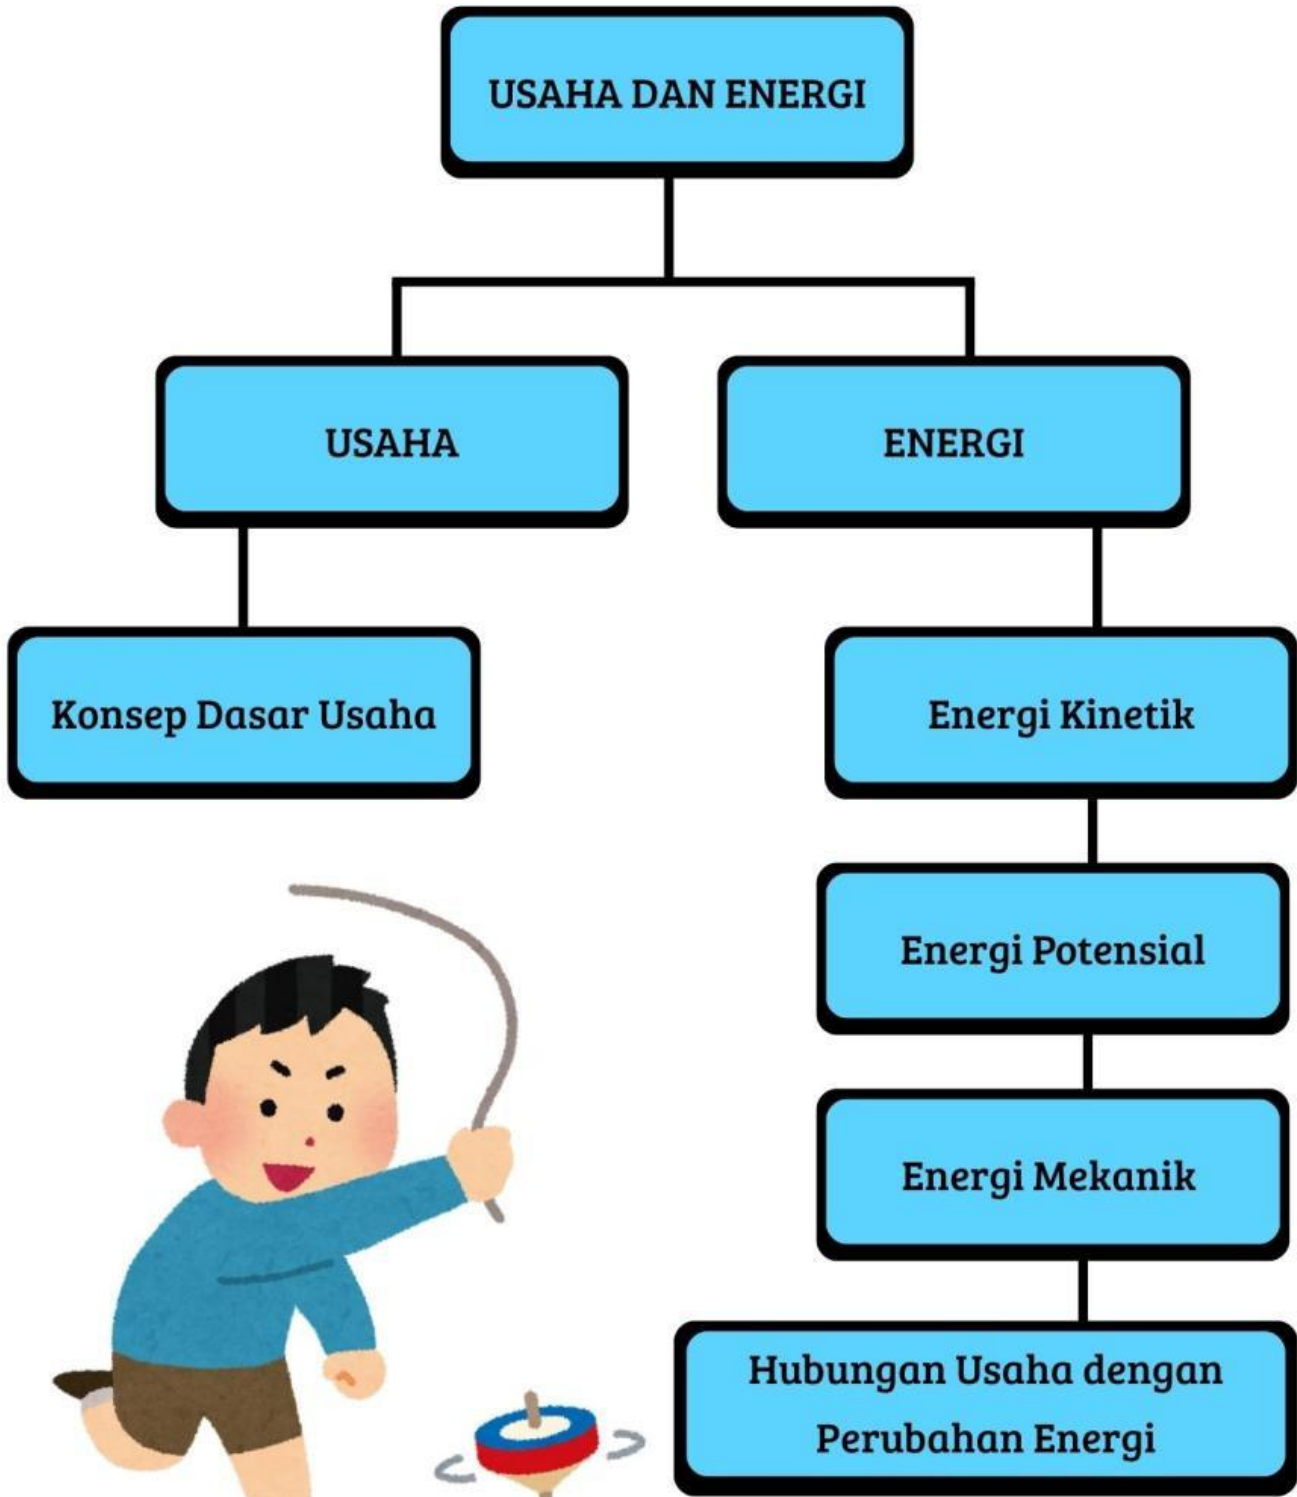 USAHA DAN ENERGI
USAHA
ENERGI
Konsep Dasar Usaha
Energi Kinetik
Energi Potensial
Energi Mekanik
Hubungan Usaha dengan
Perubahan Energi